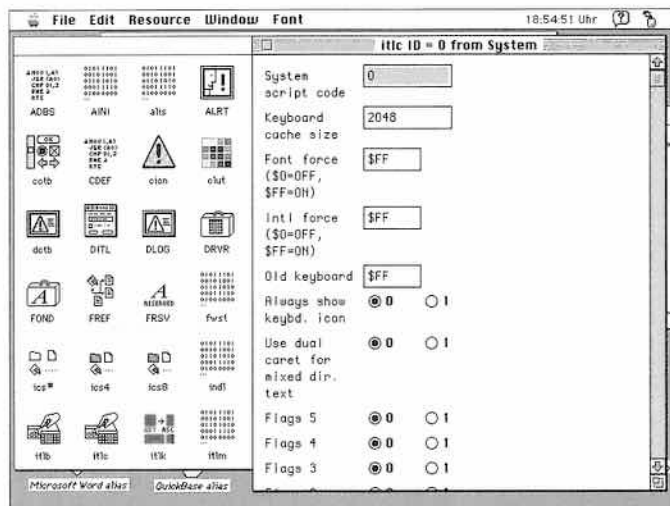 File Edit Resource Window Font
18:54:51 Uhr
ADBS AINI alis ALRT
cctb CDEF cicn clut
dctb DITL DLOG DRVR
FOND FREF FRSV fwst
ics# ics4 ics8 indl
itlb itlc itlk itlm
Microsoft Word alias QuickBase alias
itlc ID = 0 from System
System
script code
0
Keyboard
cache size
2048
Font force
($0=OFF,
$FF=ON)
$FF
Intl force
($0=OFF,
$FF=ON)
$FF
Old keyboard $FF
Always show
keybd. icon
0 1
Use dual
caret for
mixed dir.
text
0 1
Flags 5 0 1
Flags 4 0 1
Flags 3 0 1